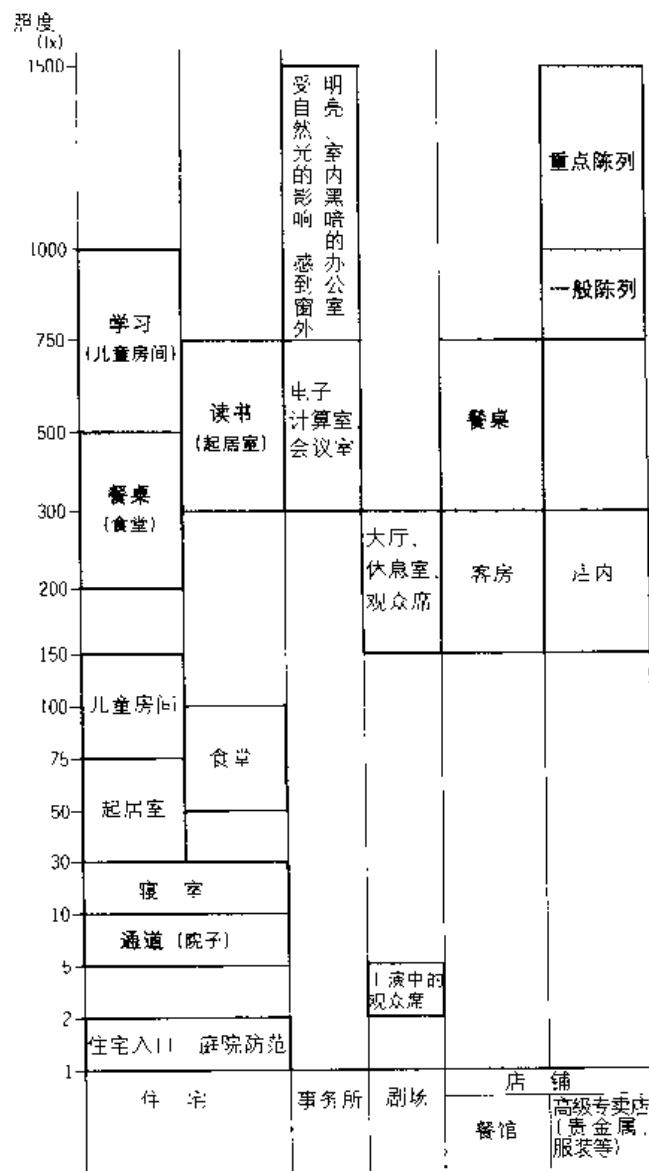 照度
(lx)
1500
1000
750
500
300
200
150
100
75
50
30
10
5
2
1
学习
(儿童房间)
餐桌
(食堂)
儿童房间
起居室
寝 室
通道(院子)
住宅入口 庭院防范
读书
(起居室)
食堂
明亮、室内黑暗的办公室
受自然光的影响 感到窗外
电子
计算室、
会议室
大厅、
休息室、
观众席
演中的
观众席
餐桌
客房
重点陈列
一般陈列
店内
住 宅
事务所
剧场
店 铺
餐馆
高级专卖店
(贵金属、
服装等)